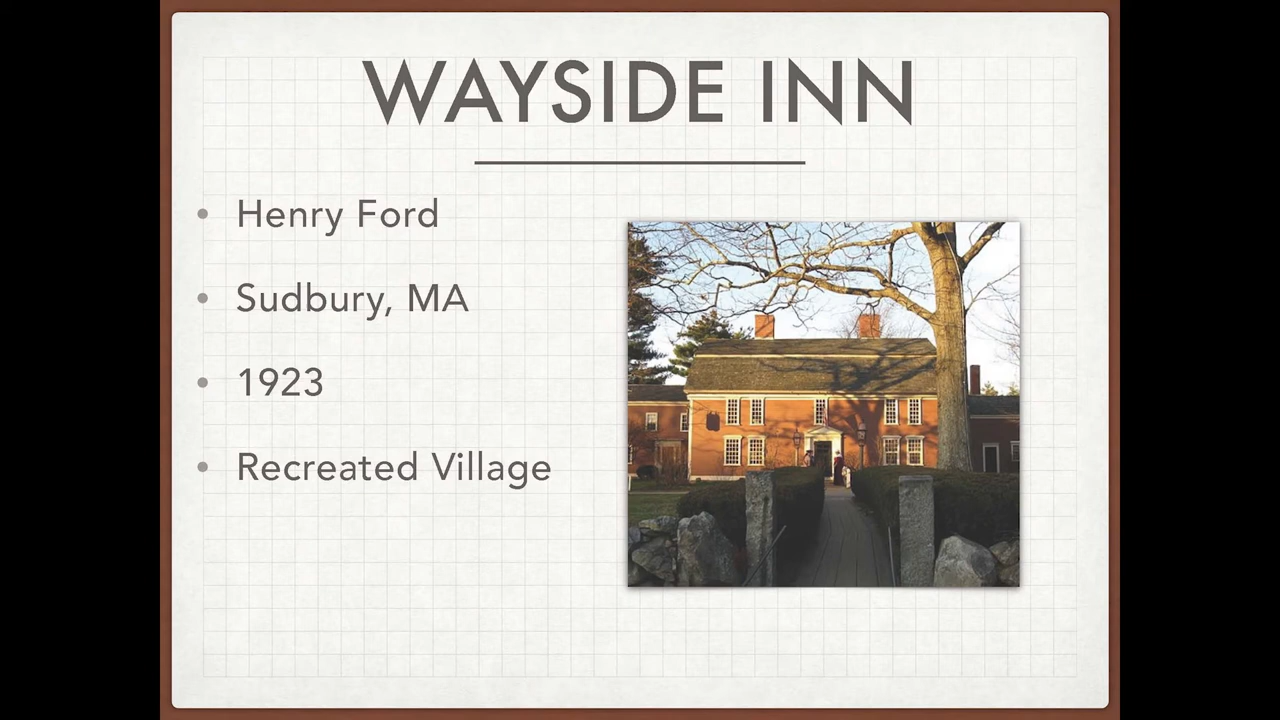 WAYSIDE INN
• Henry Ford
• Sudbury, MA
• 1923
• Recreated Village